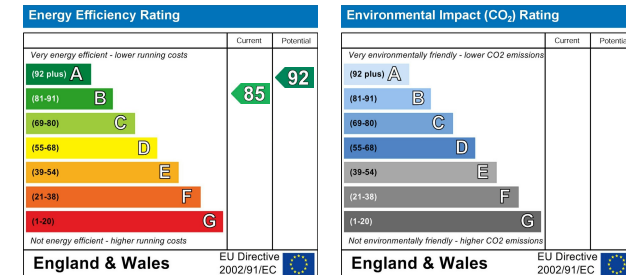 Energy Efficiency Rating
Current Potential
Very energy efficient - lower running costs
(92 plus) A
92
(81-91) B
85
(69-80) C
(55-68) D
(39-54) E
(21-38) F
(1-20) G
Not energy efficient - higher running costs
England & Wales
EU Directive
2002/91/EC
Environmental Impact (CO₂) Rating
Current Potential
Very environmentally friendly - lower CO2 emissions
(92 plus) A
(81-91) B
(69-80) C
(55-68) D
(39-54) E
(21-38) F
(1-20) G
Not environmentally friendly - higher CO2 emissions
England & Wales
EU Directive
2002/91/EC